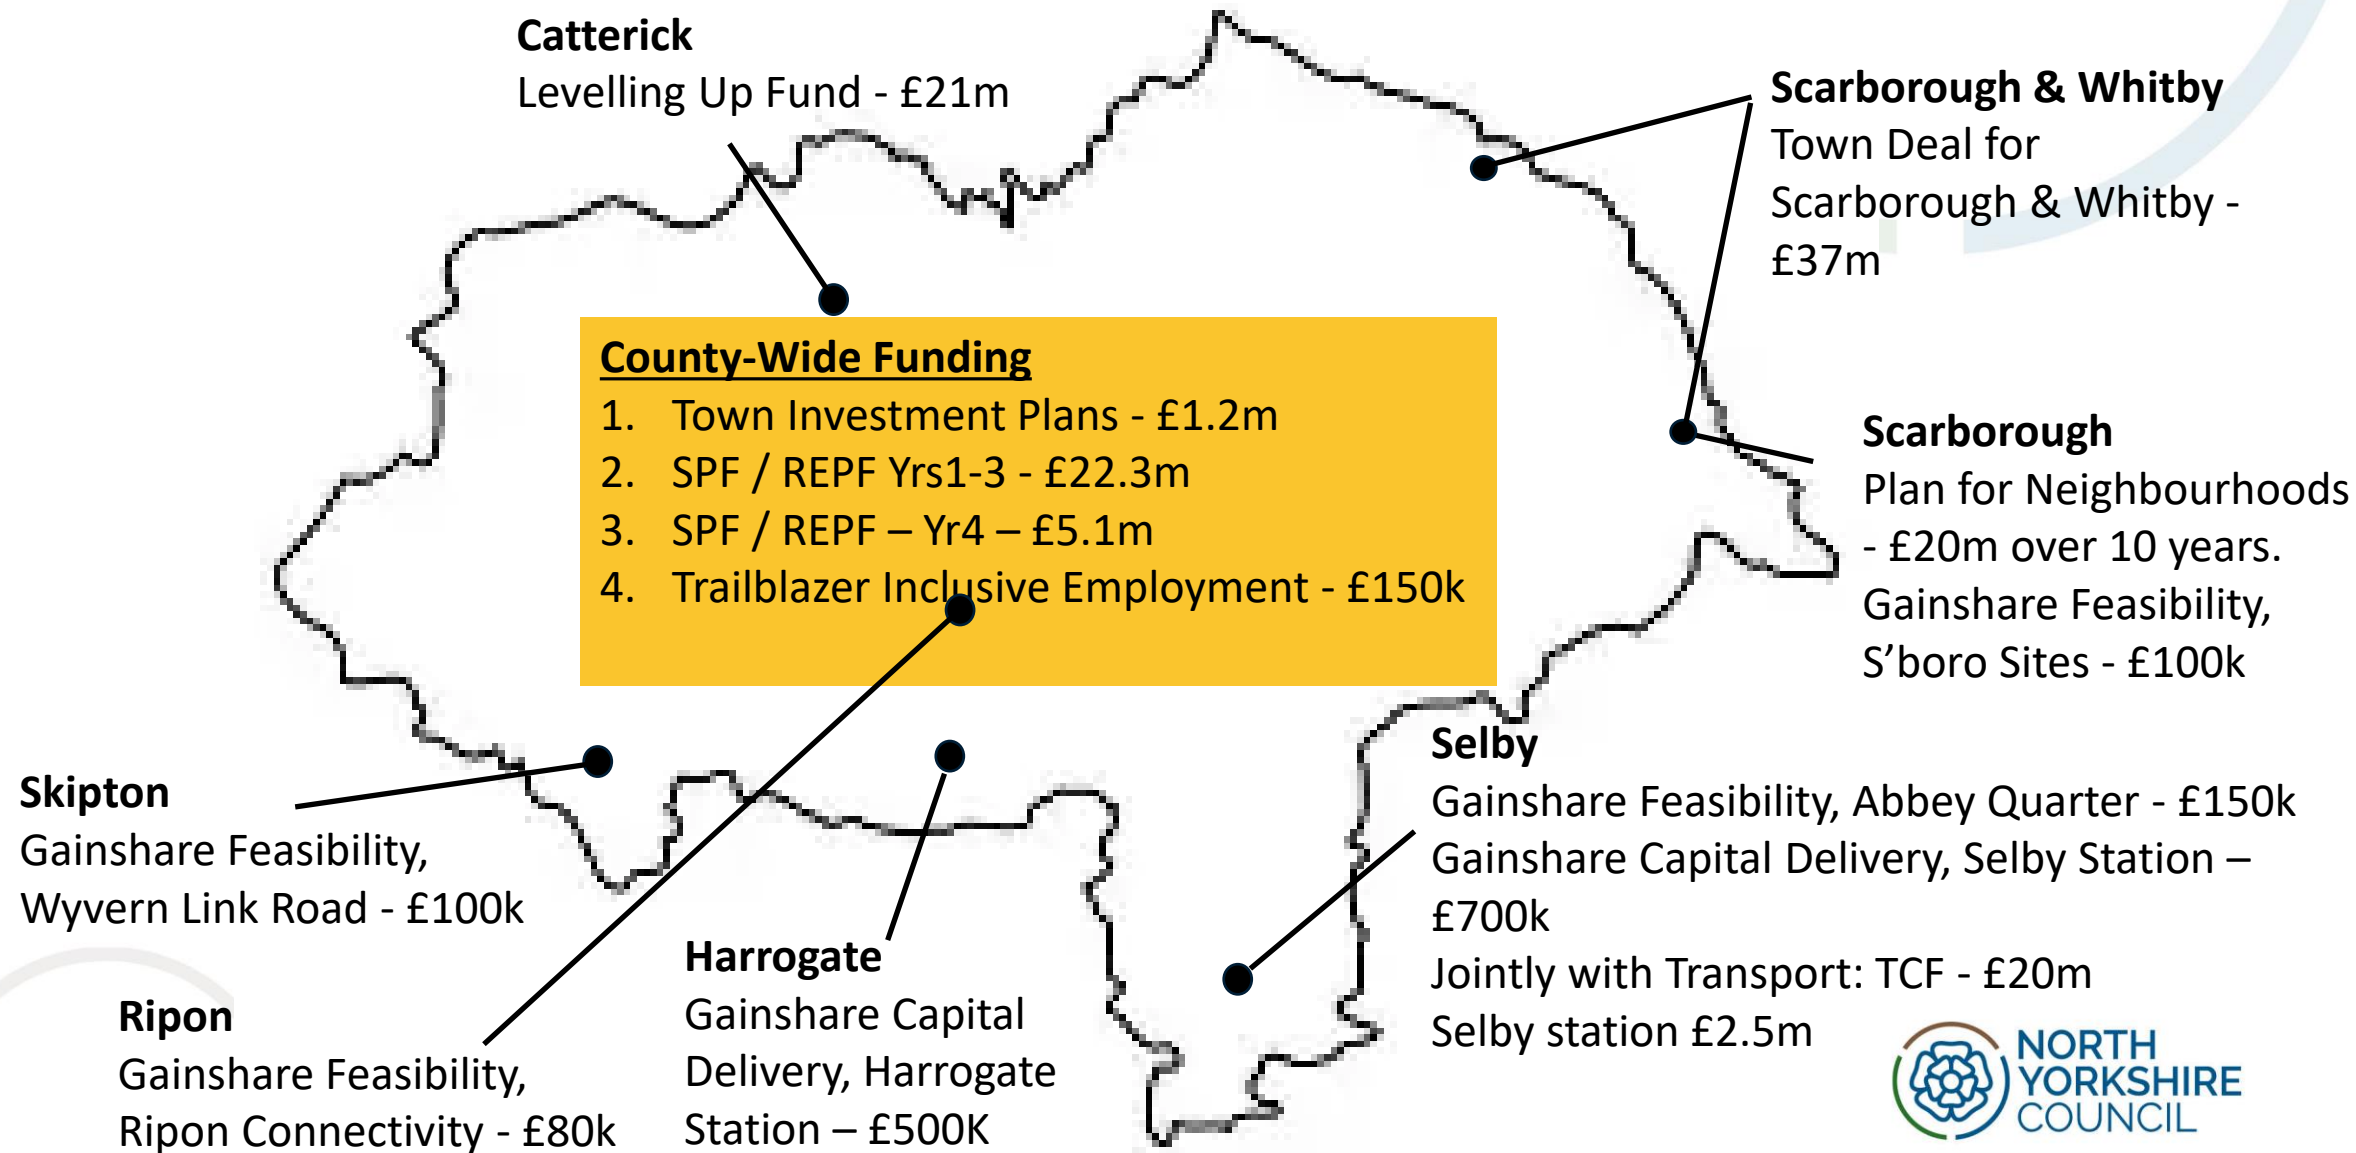 Catterick
Levelling Up Fund - £21m
Scarborough & Whitby
Town Deal for
Scarborough & Whitby -
£37m
County-Wide Funding
1. Town Investment Plans - £1.2m
2. SPF / REPF Yrs1-3 - £22.3m
3. SPF / REPF – Yr4 – £5.1m
4. Trailblazer Inclusive Employment - £150k
Scarborough
Plan for Neighbourhoods
- £20m over 10 years.
Gainshare Feasibility,
S’boro Sites - £100k
Skipton
Gainshare Feasibility,
Wyvern Link Road - £100k
Selby
Gainshare Feasibility, Abbey Quarter - £150k
Gainshare Capital Delivery, Selby Station –
£700k
Jointly with Transport: TCF - £20m
Selby station £2.5m
Ripon
Gainshare Feasibility,
Ripon Connectivity - £80k
Harrogate
Gainshare Capital
Delivery, Harrogate
Station – £500K
NORTH
YORKSHIRE
COUNCIL